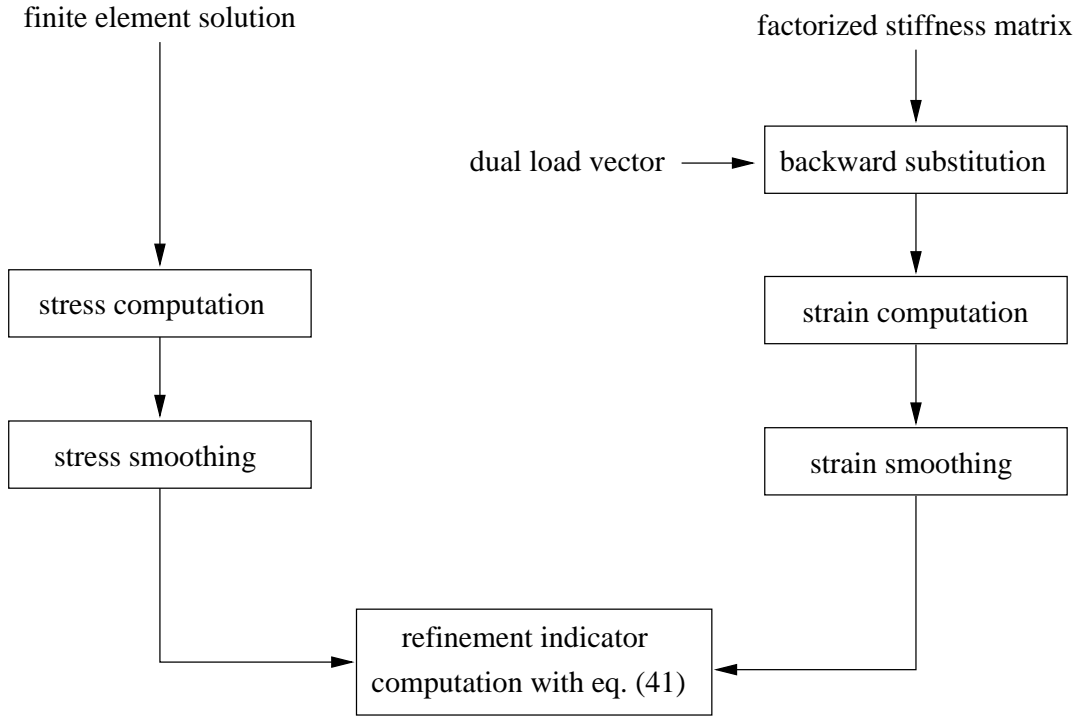 finite element solution
factorized stiffness matrix
dual load vector
backward substitution
stress computation
strain computation
stress smoothing
strain smoothing
refinement indicator
computation with eq. (41)